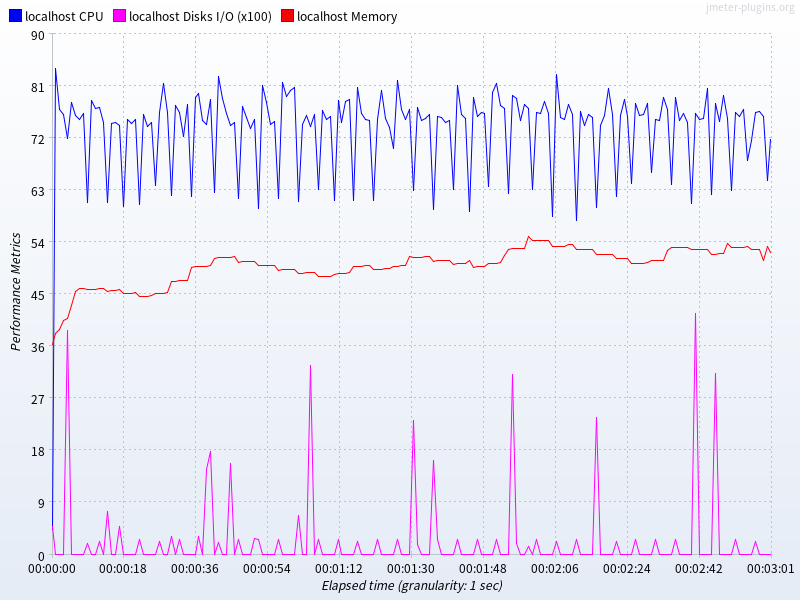 localhost CPU localhost Disks I/O (x100) localhost Memory
jmeter-plugins.org
90
81
72
63
54
45
36
27
18
9
0
Performance Metrics
00:00:00 00:00:18 00:00:36 00:00:54 00:01:12 00:01:30 00:01:48 00:02:06 00:02:24 00:02:42 00:03:01
Elapsed time (granularity: 1 sec)